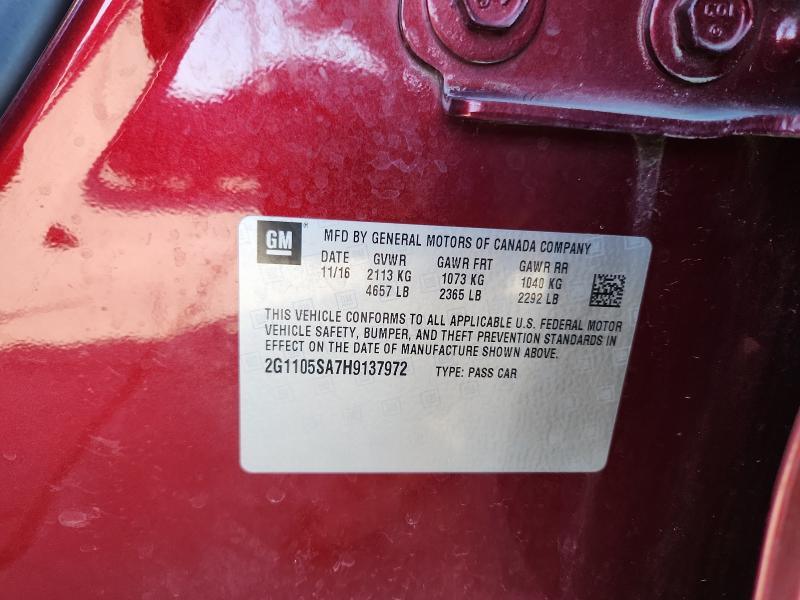 GM MFD BY GENERAL MOTORS OF CANADA COMPANY
DATE GVWR GAWR FRT GAWR RR
11/16 2113 KG 1073 KG 1040 KG
4657 LB 2365 LB 2292 LB
THIS VEHICLE CONFORMS TO ALL APPLICABLE U.S. FEDERAL MOTOR
VEHICLE SAFETY, BUMPER, AND THEFT PREVENTION STANDARDS IN
EFFECT ON THE DATE OF MANUFACTURE SHOWN ABOVE.
2G1105SA7H9137972 TYPE: PASS CAR